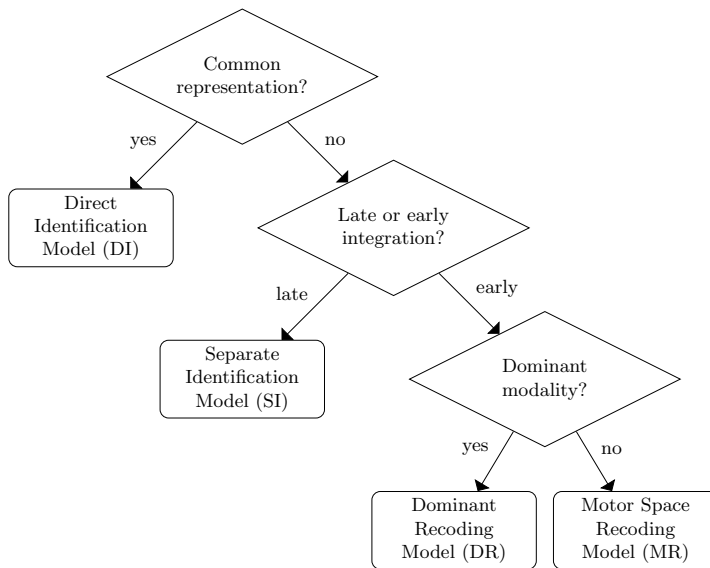 Common
representation?
yes
no
Direct
Identification
Model (DI)
Late or early
integration?
late
early
Separate
Identification
Model (SI)
Dominant
modality?
yes
no
Dominant
Recoding
Model (DR)
Motor Space
Recoding
Model (MR)